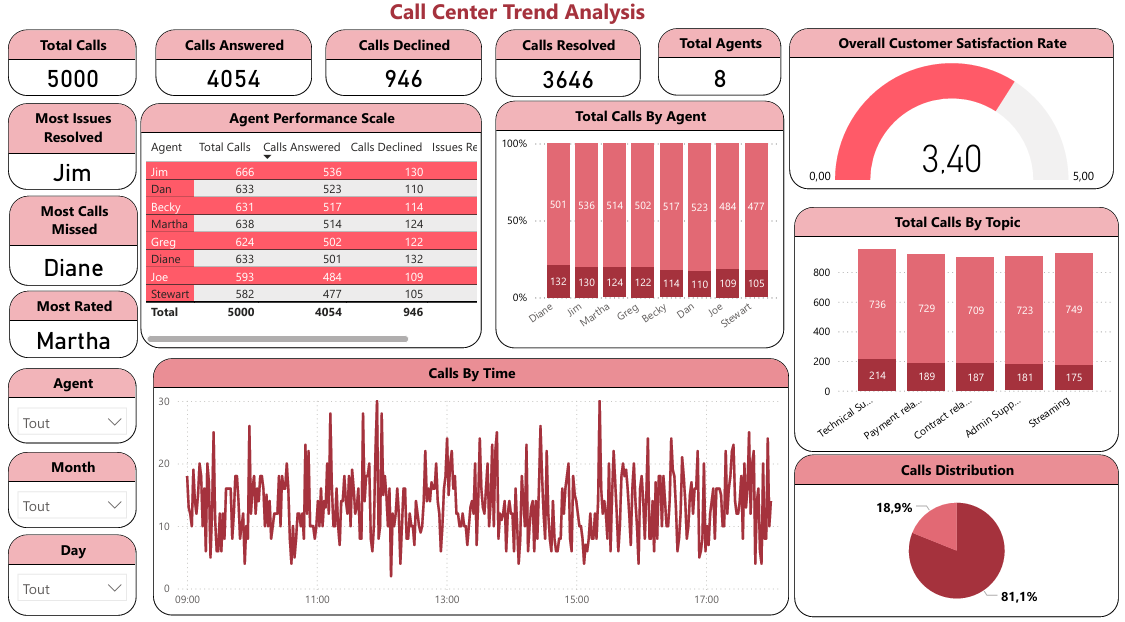 Call Center Trend Analysis
Total Calls
5000
Calls Answered
4054
Calls Declined
946
Calls Resolved
3646
Total Agents
8
Overall Customer Satisfaction Rate
3,40
0,00
5,00
Most Issues
Resolved
Jim
Most Calls
Missed
Diane
Most Rated
Martha
Agent
Tout
Month
Tout
Day
Tout
Agent Performance Scale
Agent Total Calls Calls Answered Calls Declined Issues Re
Jim 666 536 130
Dan 633 523 110
Becky 631 517 114
Martha 638 514 124
Greg 624 502 122
Diane 633 501 132
Joe 593 484 109
Stewart 582 477 105
Total 5000 4054 946
Total Calls By Agent
100%
50%
0%
501 536 514 502 517 523 484 477
132 130 124 122 114 110 109 105
Diane Jim Martha Greg Becky Dan Joe Stewart
Total Calls By Topic
800
600
400
200
0
736 729 709 723 749
214 189 187 181 175
Technical Su... Payment rela... Contract rela... Admin Supp... Streaming
Calls By Time
30
20
10
0
09:00 11:00 13:00 15:00 17:00
Calls Distribution
18,9%
81,1%